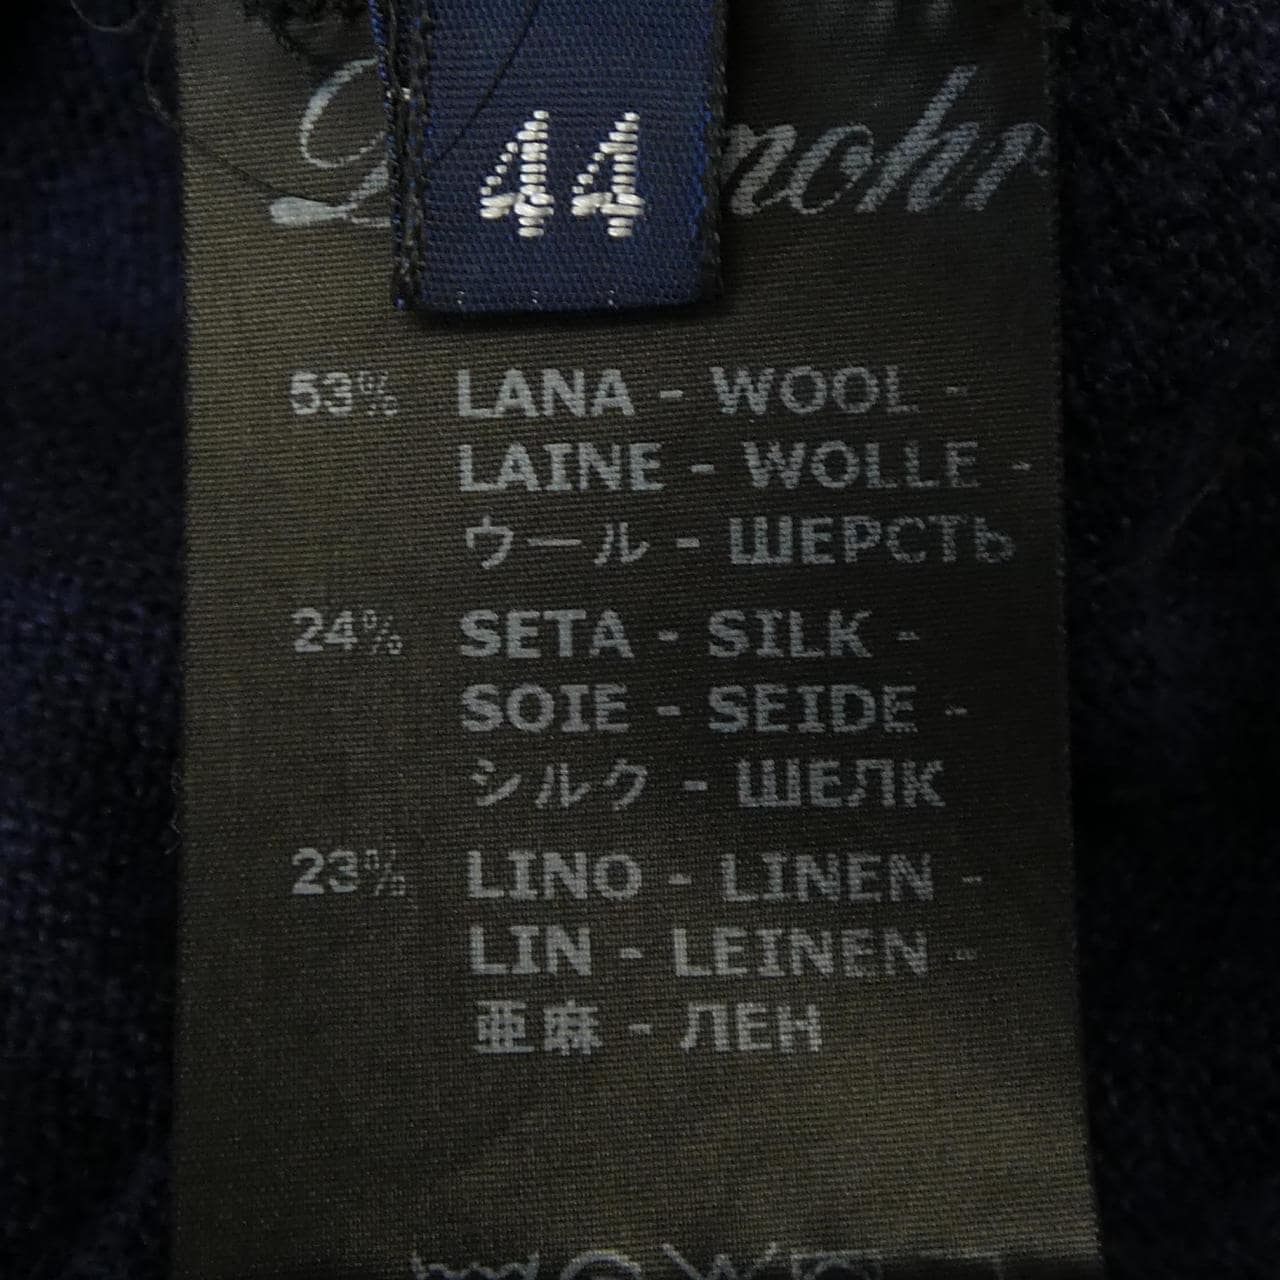 44
53% LANA - WOOL -
LAINE - WOLLE -
ウール - ШЕРСТЬ
24% SETA - SILK -
SOIE - SEIDE -
シルク - ШЕЛК
23% LINO - LINEN -
LIN - LEINEN -
亜麻 - ЛЕН